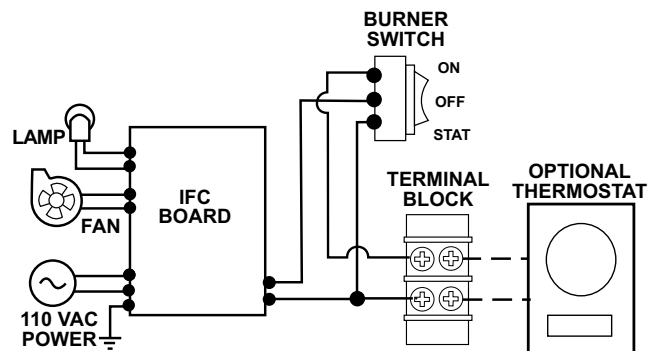 BURNER
SWITCH
ON
OFF
STAT
LAMP
FAN
IFC
BOARD
TERMINAL
BLOCK
OPTIONAL
THERMOSTAT
110 VAC
POWER